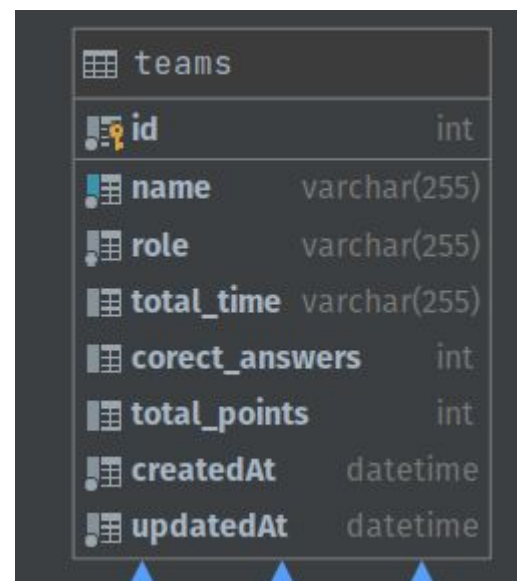 teams
id int
name varchar(255)
role varchar(255)
total_time varchar(255)
corect_answers int
total_points int
createdAt datetime
updatedAt datetime